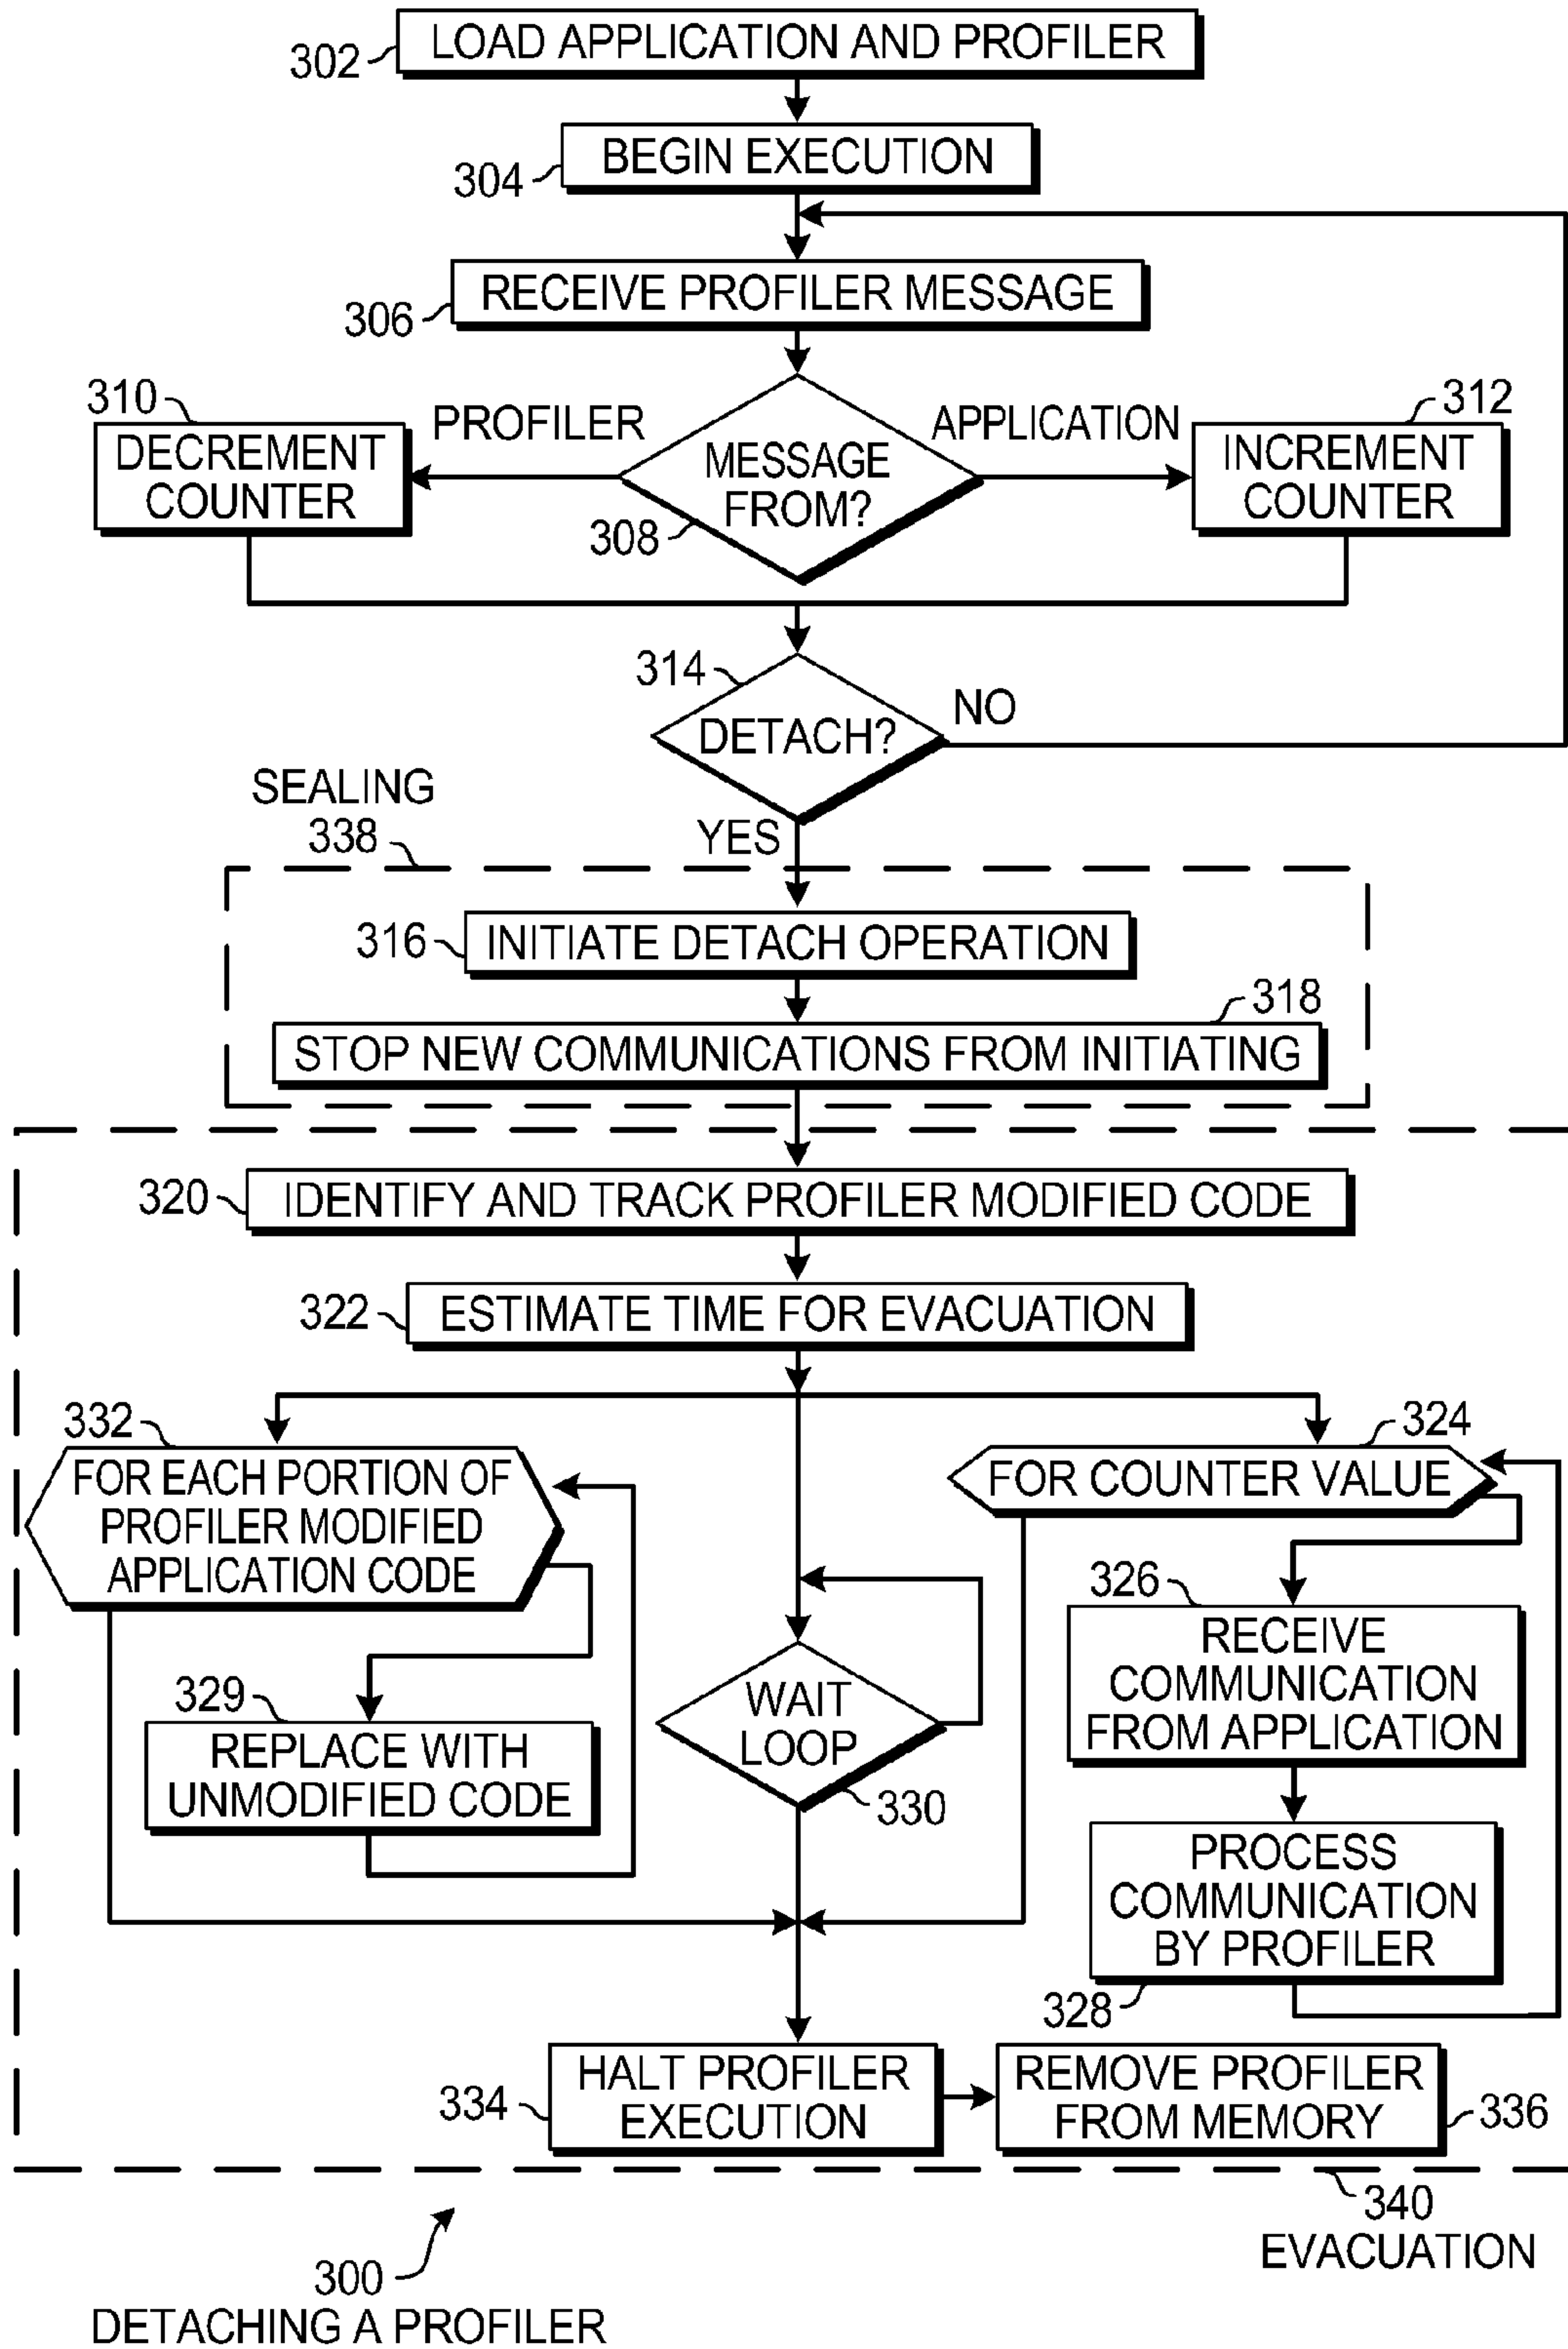 302
LOAD APPLICATION AND PROFILER
304
BEGIN EXECUTION
306
RECEIVE PROFILER MESSAGE
310
DECREMENT
COUNTER
PROFILER
MESSAGE
FROM?
308
APPLICATION
312
INCREMENT
COUNTER
314
DETACH?
NO
YES
SEALING
338
316
INITIATE DETACH OPERATION
318
STOP NEW COMMUNICATIONS FROM INITIATING
320
IDENTIFY AND TRACK PROFILER MODIFIED CODE
322
ESTIMATE TIME FOR EVACUATION
332
FOR EACH PORTION OF
PROFILER MODIFIED
APPLICATION CODE
329
REPLACE WITH
UNMODIFIED CODE
WAIT
LOOP
330
324
FOR COUNTER VALUE
326
RECEIVE
COMMUNICATION
FROM APPLICATION
PROCESS
COMMUNICATION
BY PROFILER
328
334
HALT PROFILER
EXECUTION
REMOVE PROFILER
FROM MEMORY
336
340
EVACUATION
300
DETACHING A PROFILER